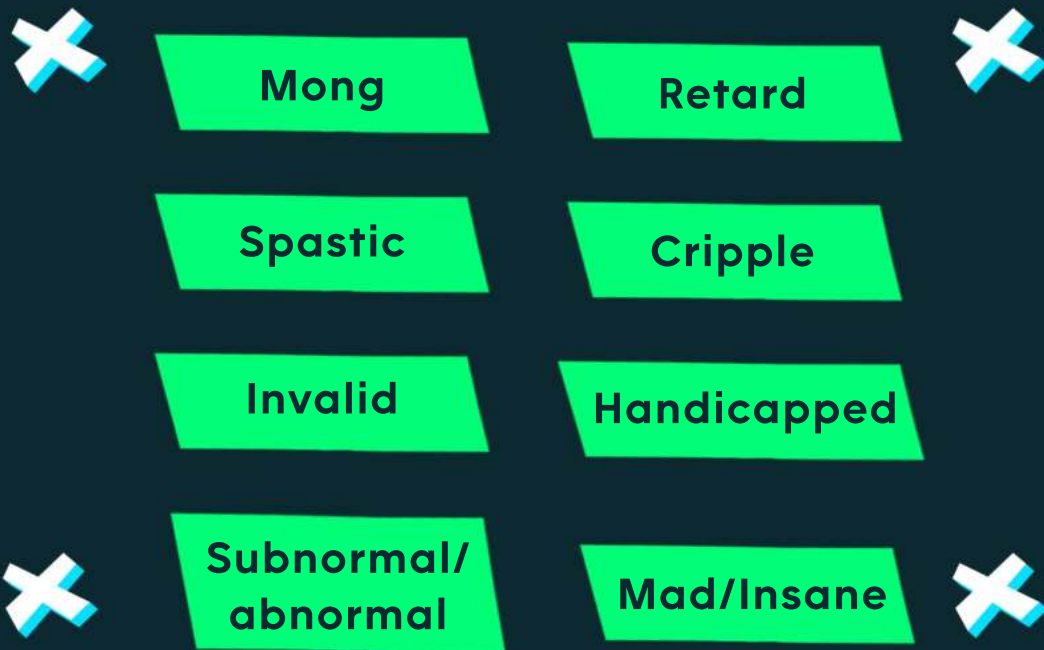 Mong
Retard
Spastic
Cripple
Invalid
Handicapped
Subnormal/
abnormal
Mad/Insane